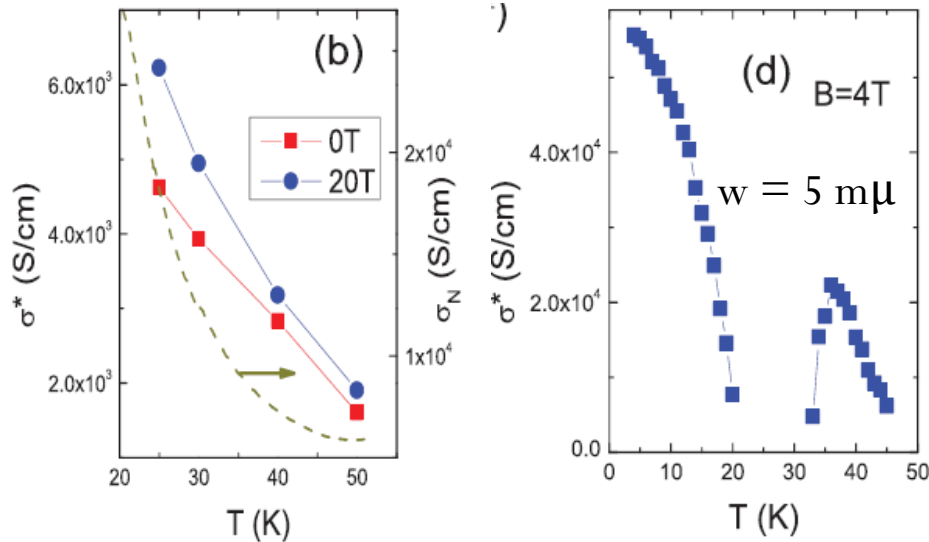 (b)
6.0x10³
4.0x10³
2.0x10³
σ* (S/cm)
0T
20T
2x10⁴
1x10⁴
σN (S/cm)
20 30 40 50
T (K)
)
(d)
B=4T
w = 5 mμ
4.0x10⁴
2.0x10⁴
0.0
σ* (S/cm)
0 10 20 30 40 50
T (K)